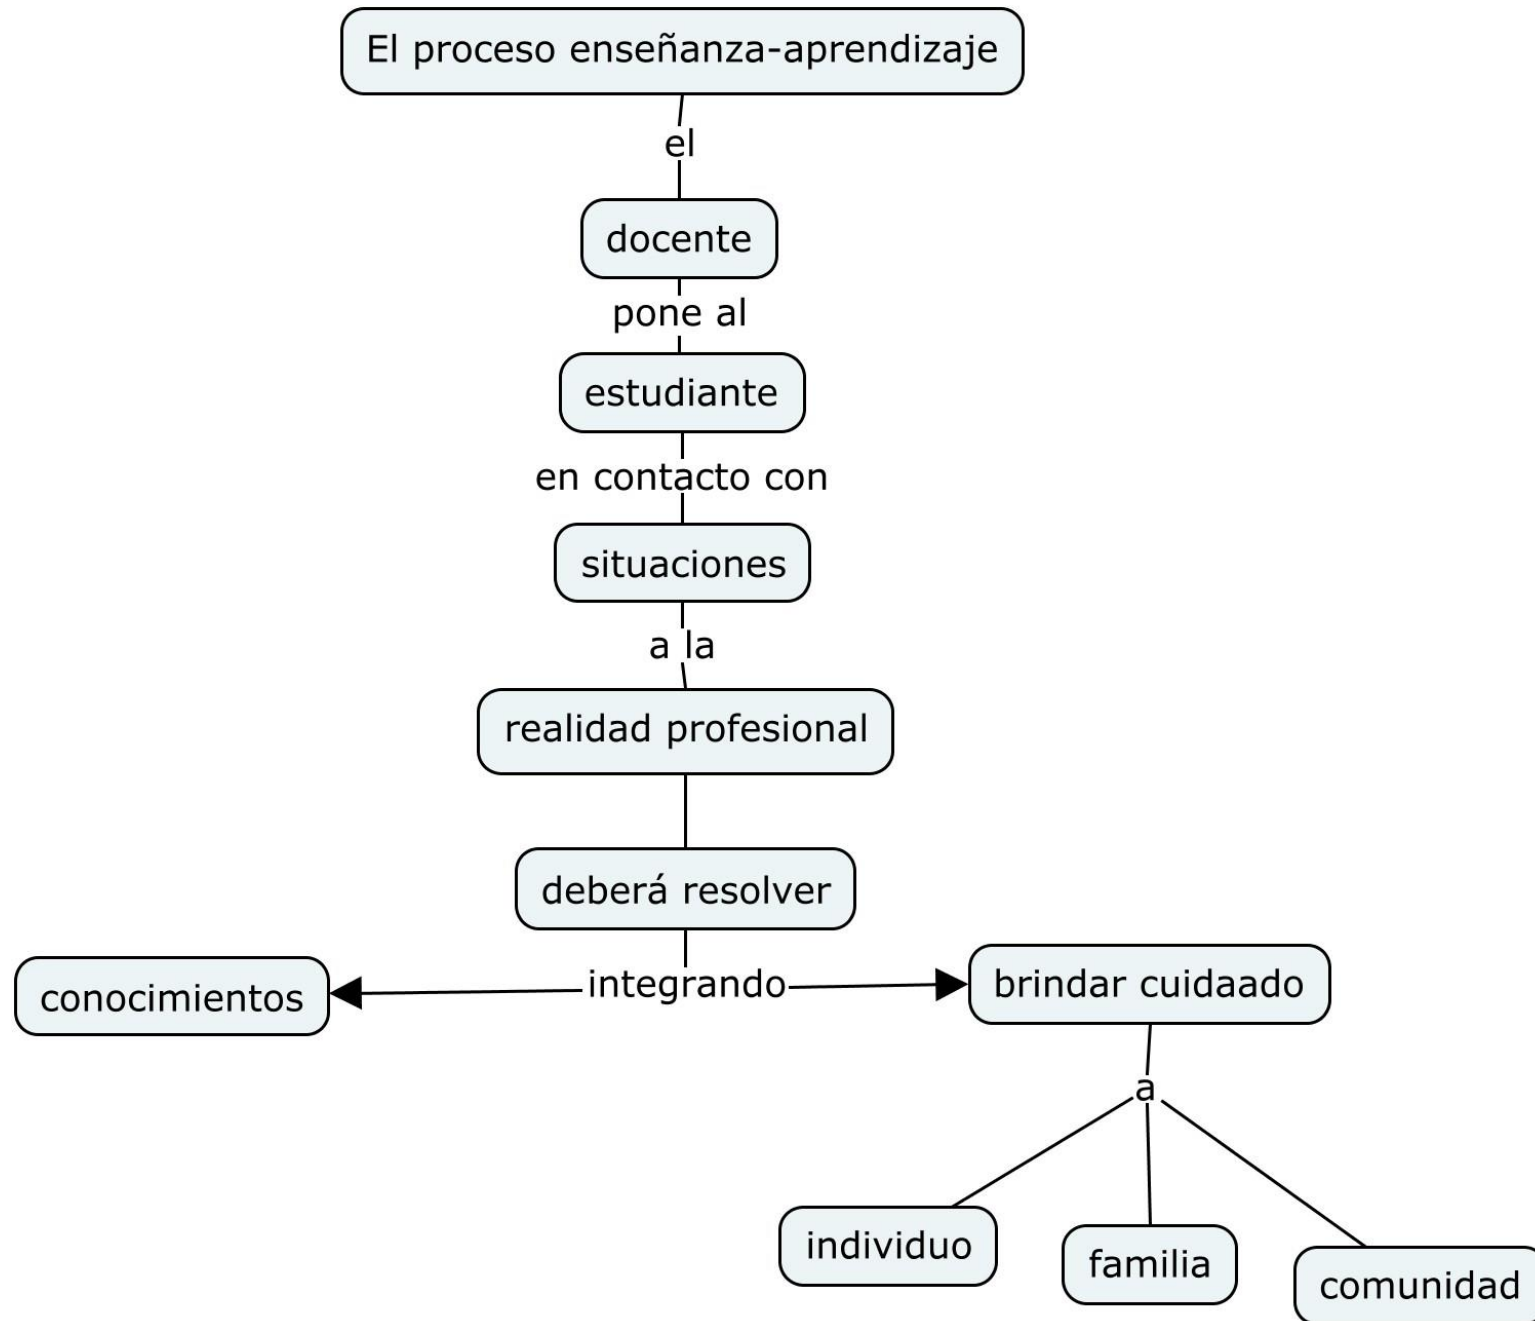 El proceso enseñanza-aprendizaje
el
docente
pone al
estudiante
en contacto con
situaciones
a la
realidad profesional
deberá resolver
conocimientos
integrando
brindar cuidaado
a
individuo
familia
comunidad